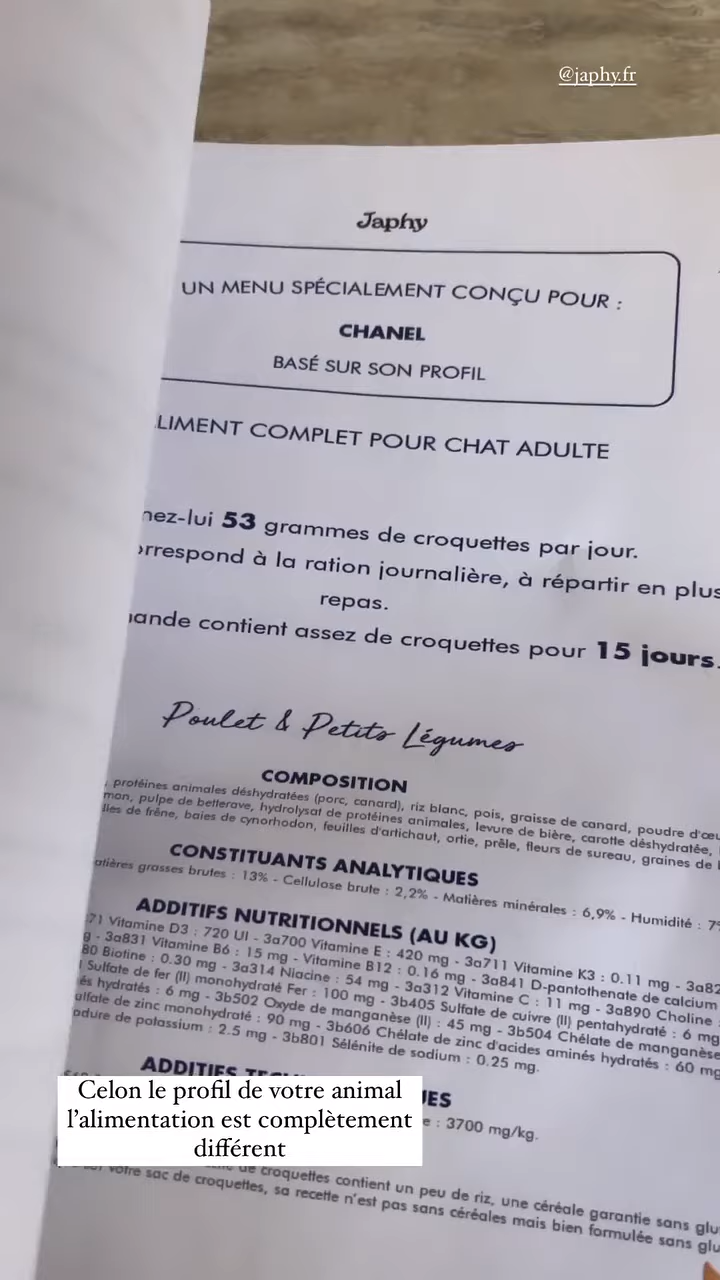 @japhy.fr
Japhy
UN MENU SPÉCIALEMENT CONÇU POUR :
CHANEL
BASÉ SUR SON PROFIL
LIMENT COMPLET POUR CHAT ADULTE
nez-lui 53 grammes de croquettes par jour.
rrespond à la ration journalière, à répartir en plus
repas.
ande contient assez de croquettes pour 15 jours.
Poulet & Petits Légumes
COMPOSITION
, protéines animales déshydratées (porc, canard), riz blanc, pois, graisse de canard, poudre d'œu
mon, pulpe de betterave, hydrolysat de protéines animales, levure de bière, carotte déshydratée,
lles de frêne, baies de cynorhodon, feuilles d'artichaut, ortie, prêle, fleurs de sureau, graines de
CONSTITUANTS ANALYTIQUES
atières grasses brutes : 13% - Cellulose brute : 2,2% - Matières minérales : 6,9% - Humidité : 7%
ADDITIFS NUTRITIONNELS (AU KG)
71 Vitamine D3 : 720 UI - 3a700 Vitamine E : 420 mg - 3a711 Vitamine K3 : 0.11 mg - 3a82
g - 3a831 Vitamine B6 : 15 mg - Vitamine B12 : 0.16 mg - 3a841 D-pantothenate de calcium
80 Biotine : 0.30 mg - 3a314 Niacine : 54 mg - 3a312 Vitamine C : 11 mg - 3a890 Choline :
Sulfate de fer (II) monohydraté Fer : 100 mg - 3b405 Sulfate de cuivre (II) pentahydraté : 6 mg
és hydratés : 6 mg - 3b502 Oxyde de manganèse (II) : 45 mg - 3b504 Chélate de manganèse
ulfate de zinc monohydraté : 90 mg - 3b606 Chélate de zinc d'acides aminés hydratés : 60 mg
odure de potassium : 2.5 mg - 3b801 Sélénite de sodium : 0.25 mg.
ADDITIFS
UES
e : 3700 mg/kg.
Celon le profil de votre animal
l'alimentation est complètement
différent
de croquettes contient un peu de riz, une céréale garantie sans glu
votre sac de croquettes, sa recette n'est pas sans céréales mais bien formulée sans glu